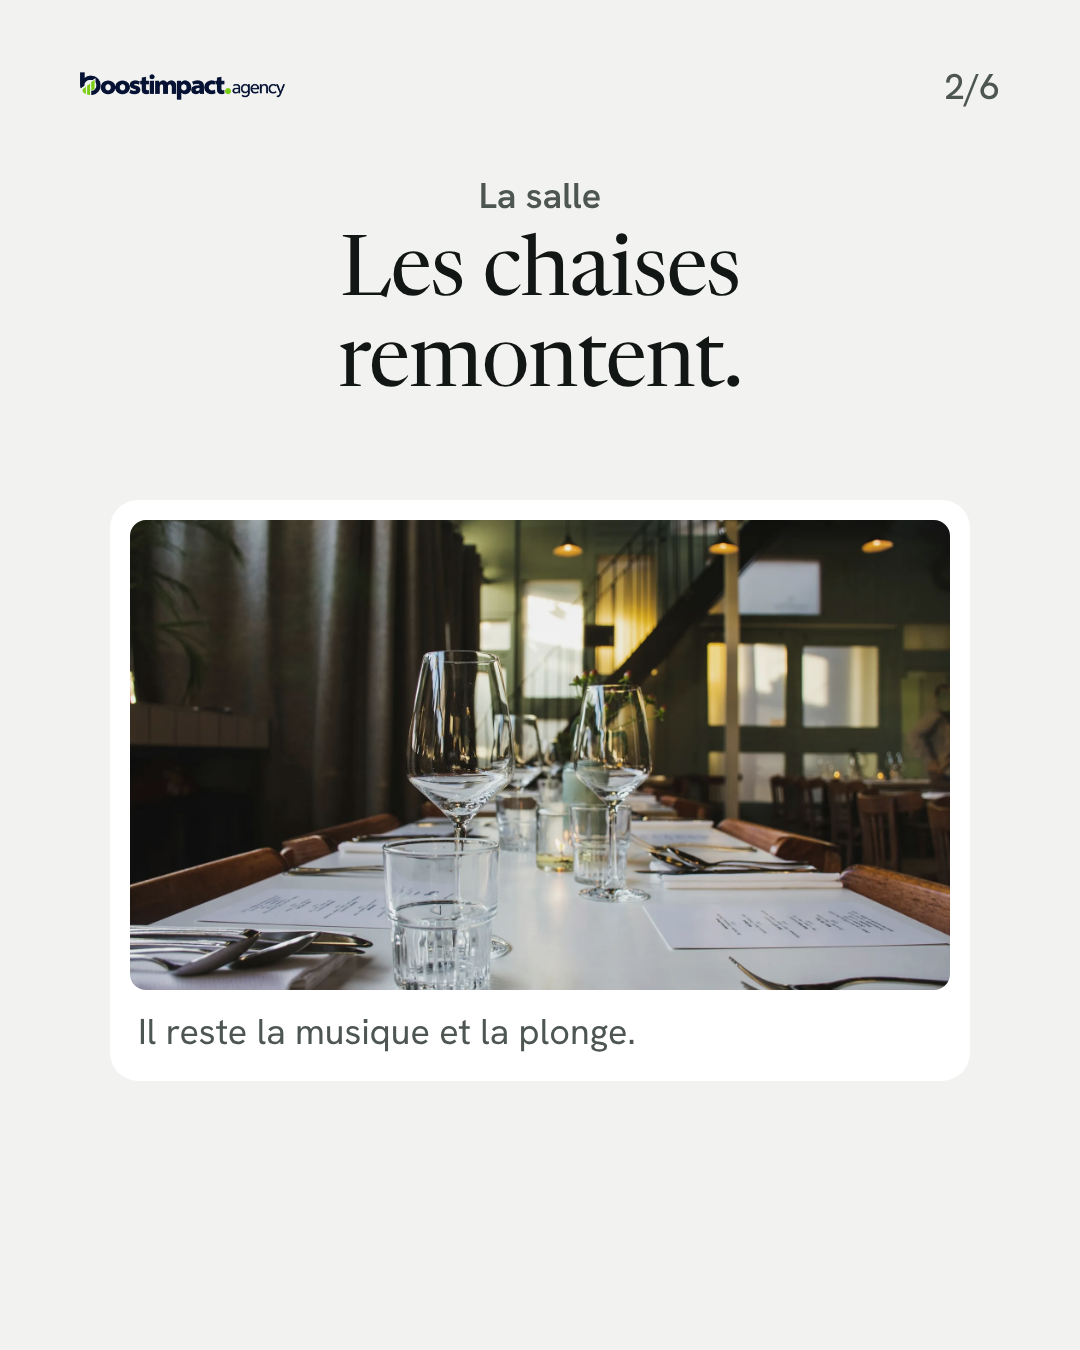 boostimpact.agency
2/6
La salle
Les chaises
remontent.
Il reste la musique et la plonge.